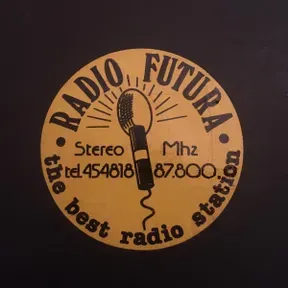 RADIO FUTURA
Stereo Mhz
tel.454818 87.800.
the best radio station